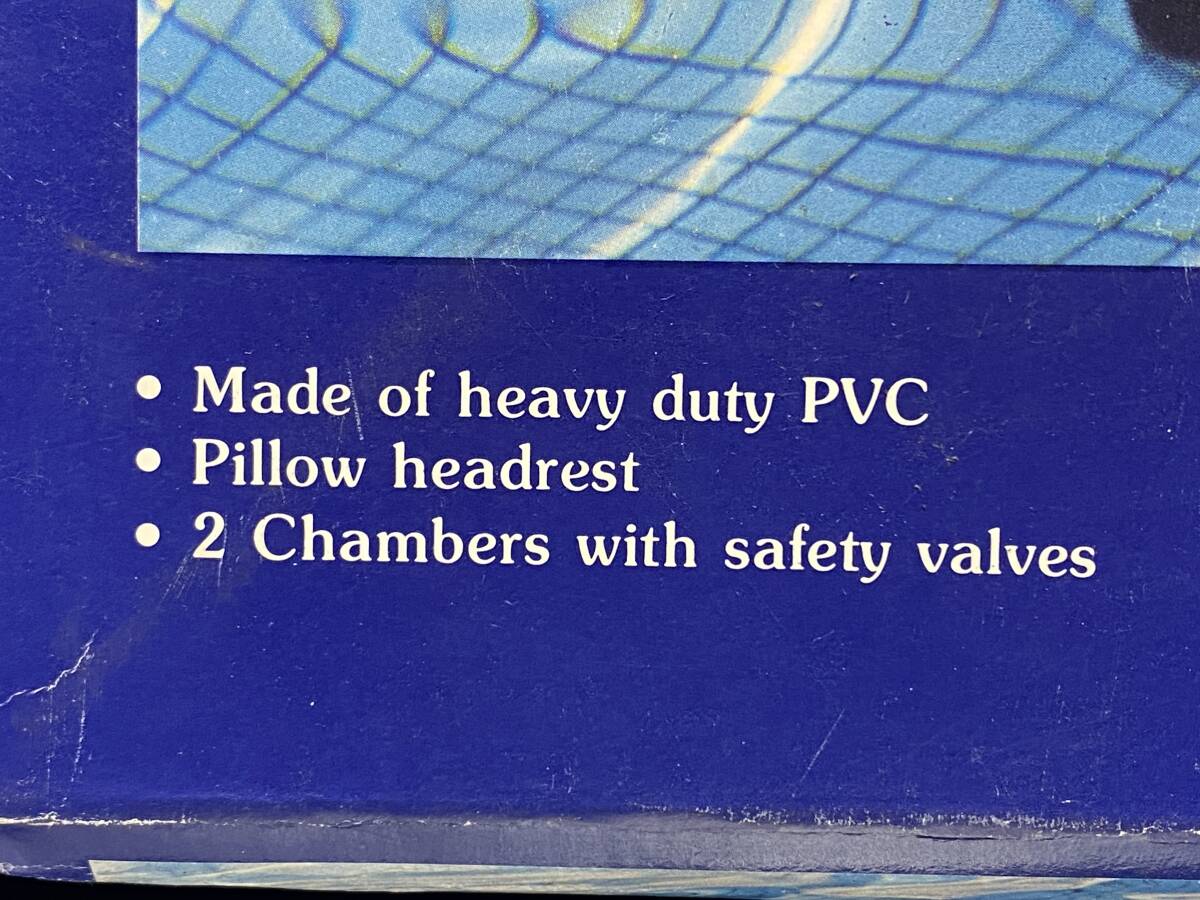 • Made of heavy duty PVC
• Pillow headrest
• 2 Chambers with safety valves